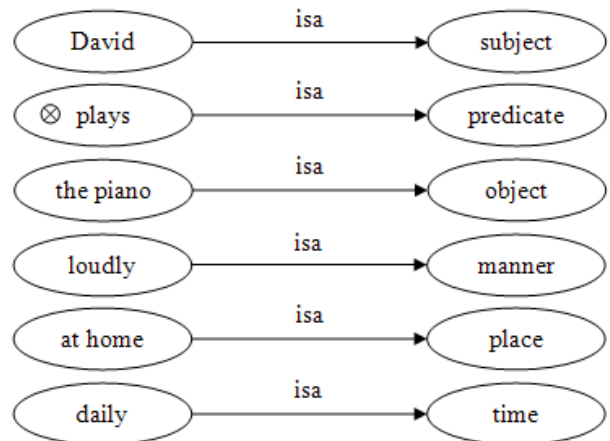 isa
David subject
isa
⊗ plays predicate
isa
the piano object
isa
loudly manner
isa
at home place
isa
daily time